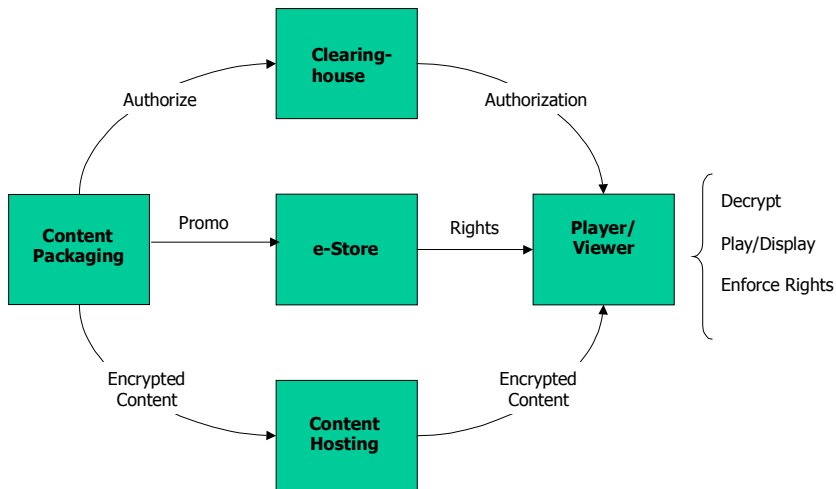 Clearing-
house
Authorize
Authorization
Content
Packaging
Promo
e-Store
Rights
Player/
Viewer
Decrypt
Play/Display
Enforce Rights
Encrypted
Content
Content
Hosting
Encrypted
Content